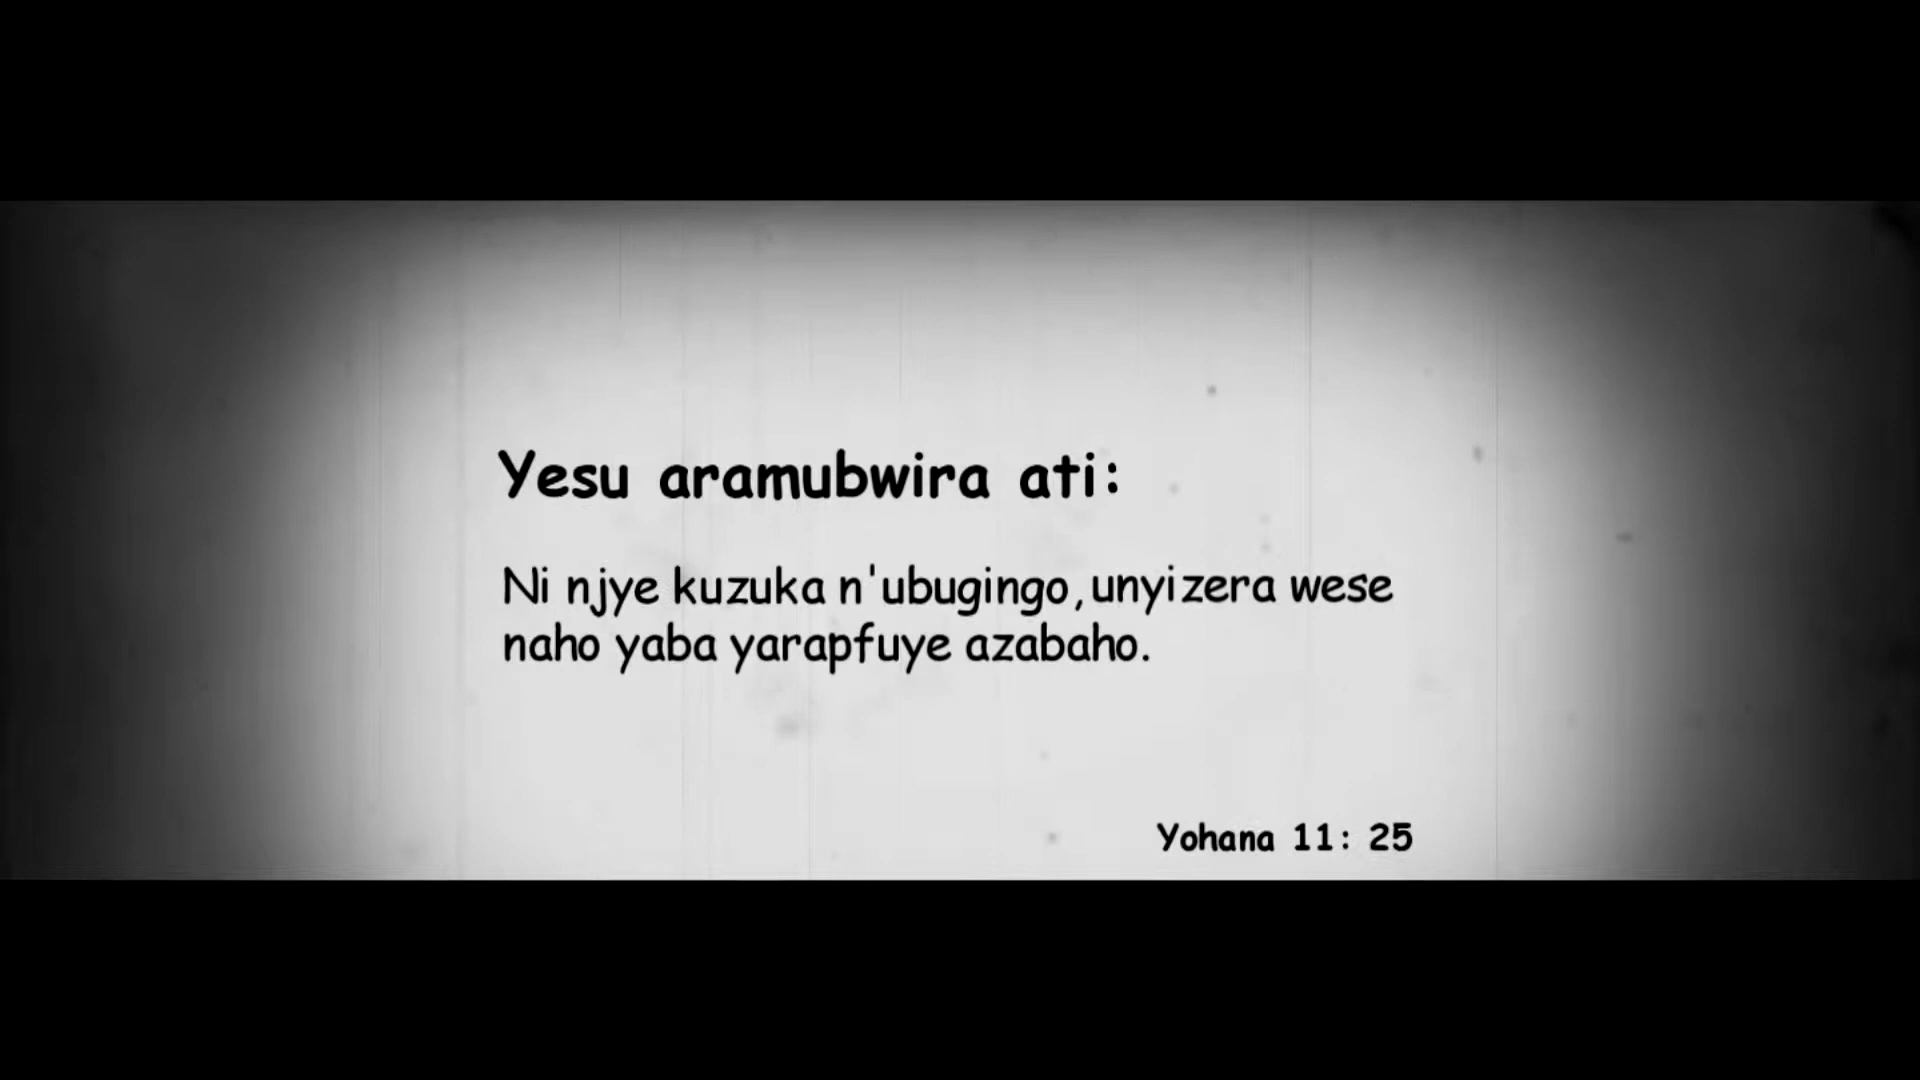 Yesu aramubwira ati:
Ni njye kuzuka n'ubugingo,unyizera wese
naho yaba yarapfuye azabaho.
Yohana 11: 25